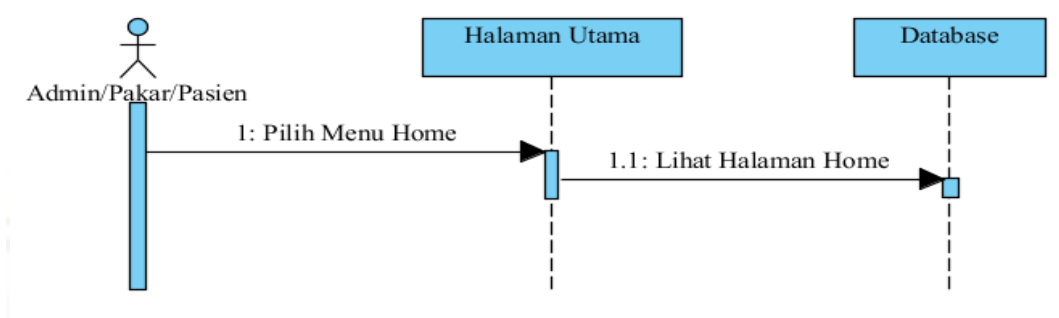 Halaman Utama
Database
Admin/Pakar/Pasien
1: Pilih Menu Home
1.1: Lihat Halaman Home